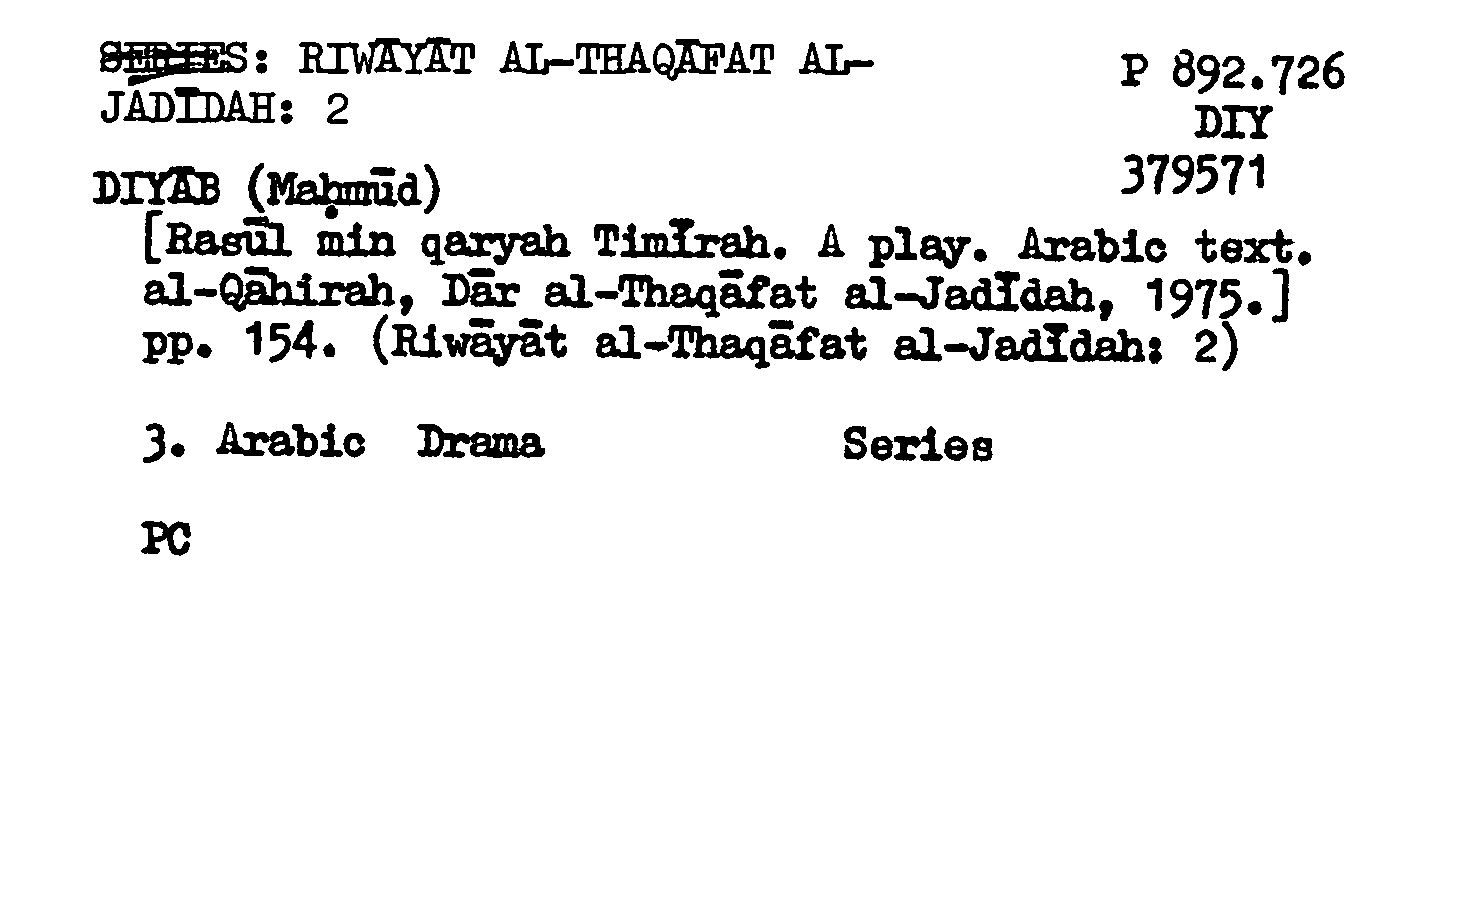 SERIES: RIWĀYĀT AL-THAQĀFAT AL-
JADĪDAH: 2
P 892.726
DIY
379571
DIYĀB (Maḥmūd)
[Rasūl min qaryah Timīrah. A play. Arabic text.
al-Qāhirah, Dār al-Thaqāfat al-Jadīdah, 1975.]
pp. 154. (Riwāyāt al-Thaqāfat al-Jadīdah: 2)
3. Arabic Drama Series
PC